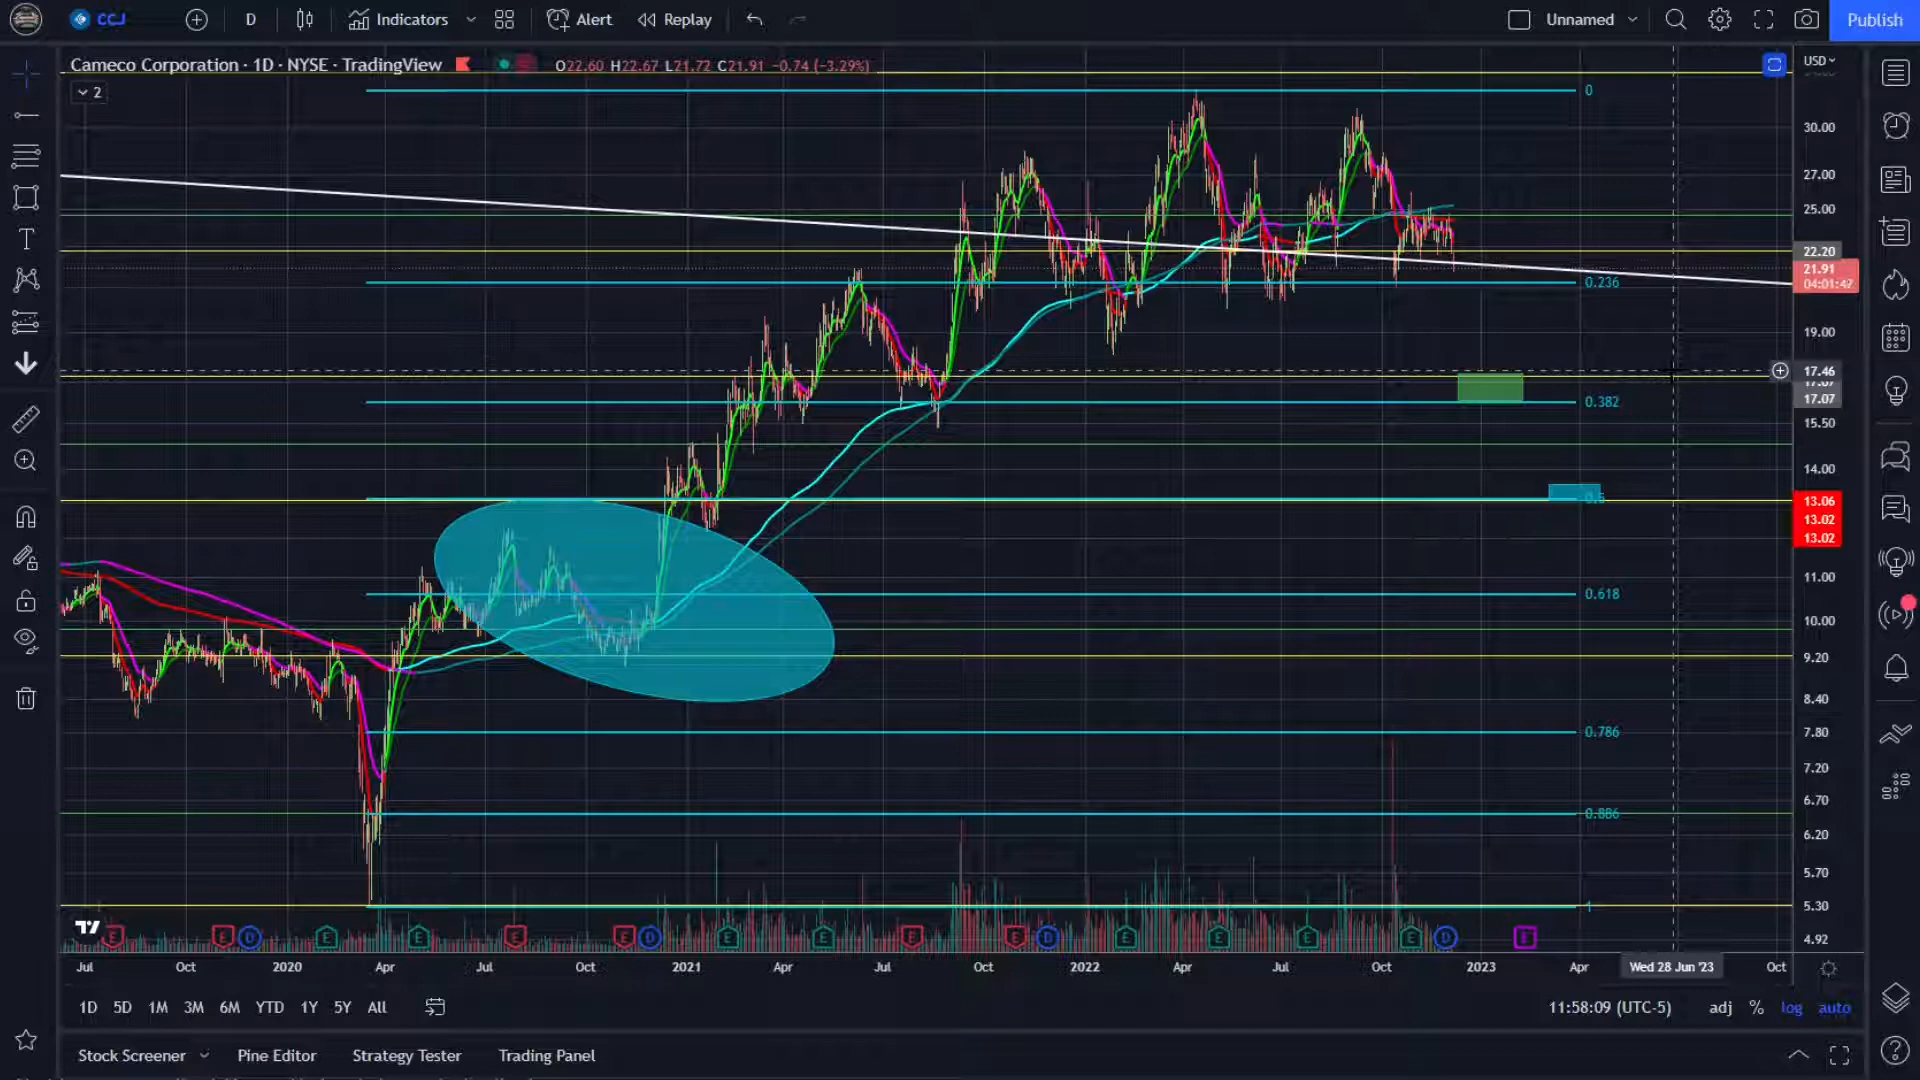 CCJ
D
Indicators
Alert
Replay
Unnamed
Publish
Cameco Corporation · 1D · NYSE · TradingView
O22.60 H22.67 L21.72 C21.91 −0.74 (−3.29%)
USD
2
0
30.00
27.00
25.00
22.20
21.91
04:01:47
0.236
19.00
17.46
17.07
0.382
15.50
14.00
0.5
13.06
13.02
13.02
11.00
0.618
10.00
9.20
8.40
0.786
7.80
7.20
6.70
0.886
6.20
5.70
1
5.30
4.92
E E D E E E E D E E E E D E E E E D E
Jul Oct 2020 Apr Jul Oct 2021 Apr Jul Oct 2022 Apr Jul Oct 2023 Apr Wed 28 Jun '23 Oct
1D 5D 1M 3M 6M YTD 1Y 5Y All
11:58:09 (UTC-5) adj % log auto
Stock Screener Pine Editor Strategy Tester Trading Panel